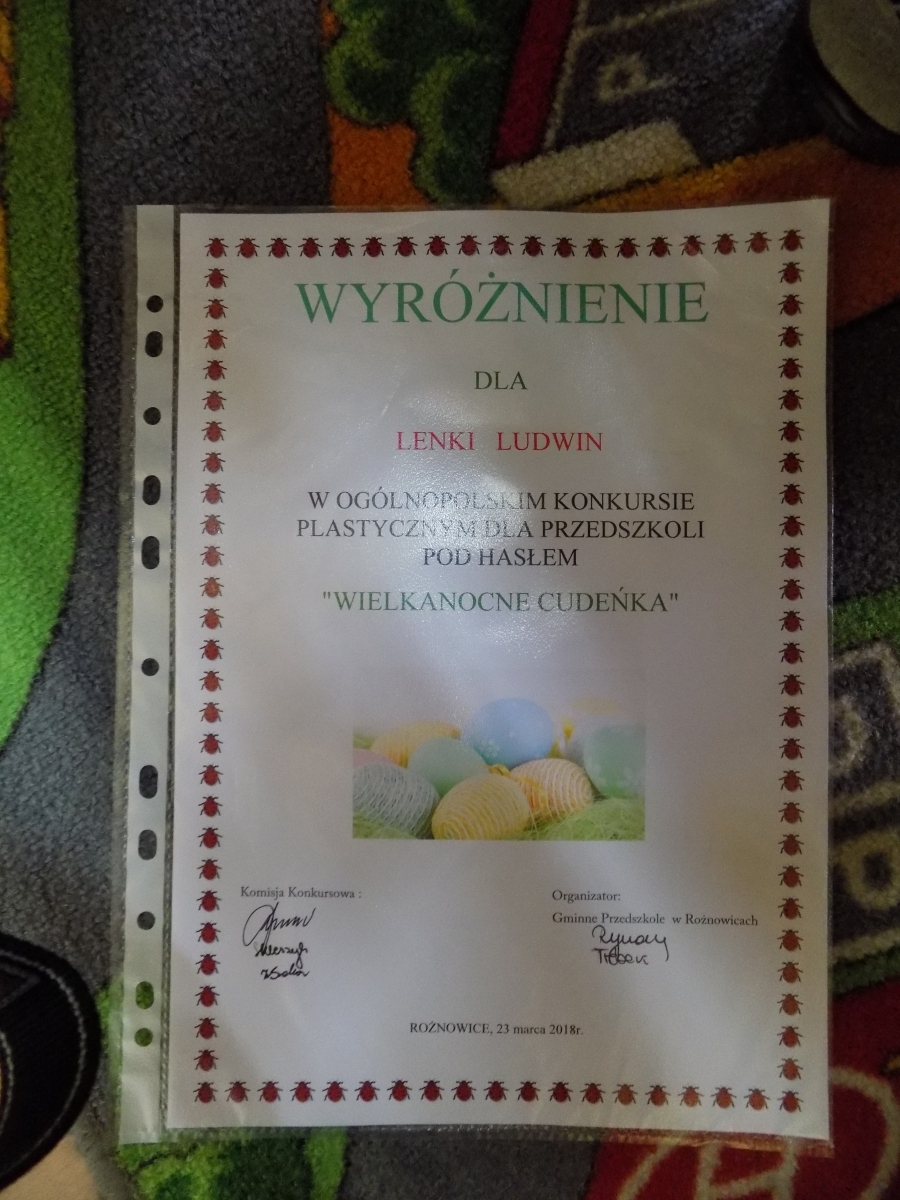 WYRÓŻNIENIE
DLA
LENKI LUDWIN
W OGÓLNOPOLSKIM KONKURSIE
PLASTYCZNYM DLA PRZEDSZKOLI
POD HASŁEM
"WIELKANOCNE CUDEŃKA"
Komisja Konkursowa :
Organizator:
Gminne Przedszkole w Rożnowicach
ROŻNOWICE, 23 marca 2018r.